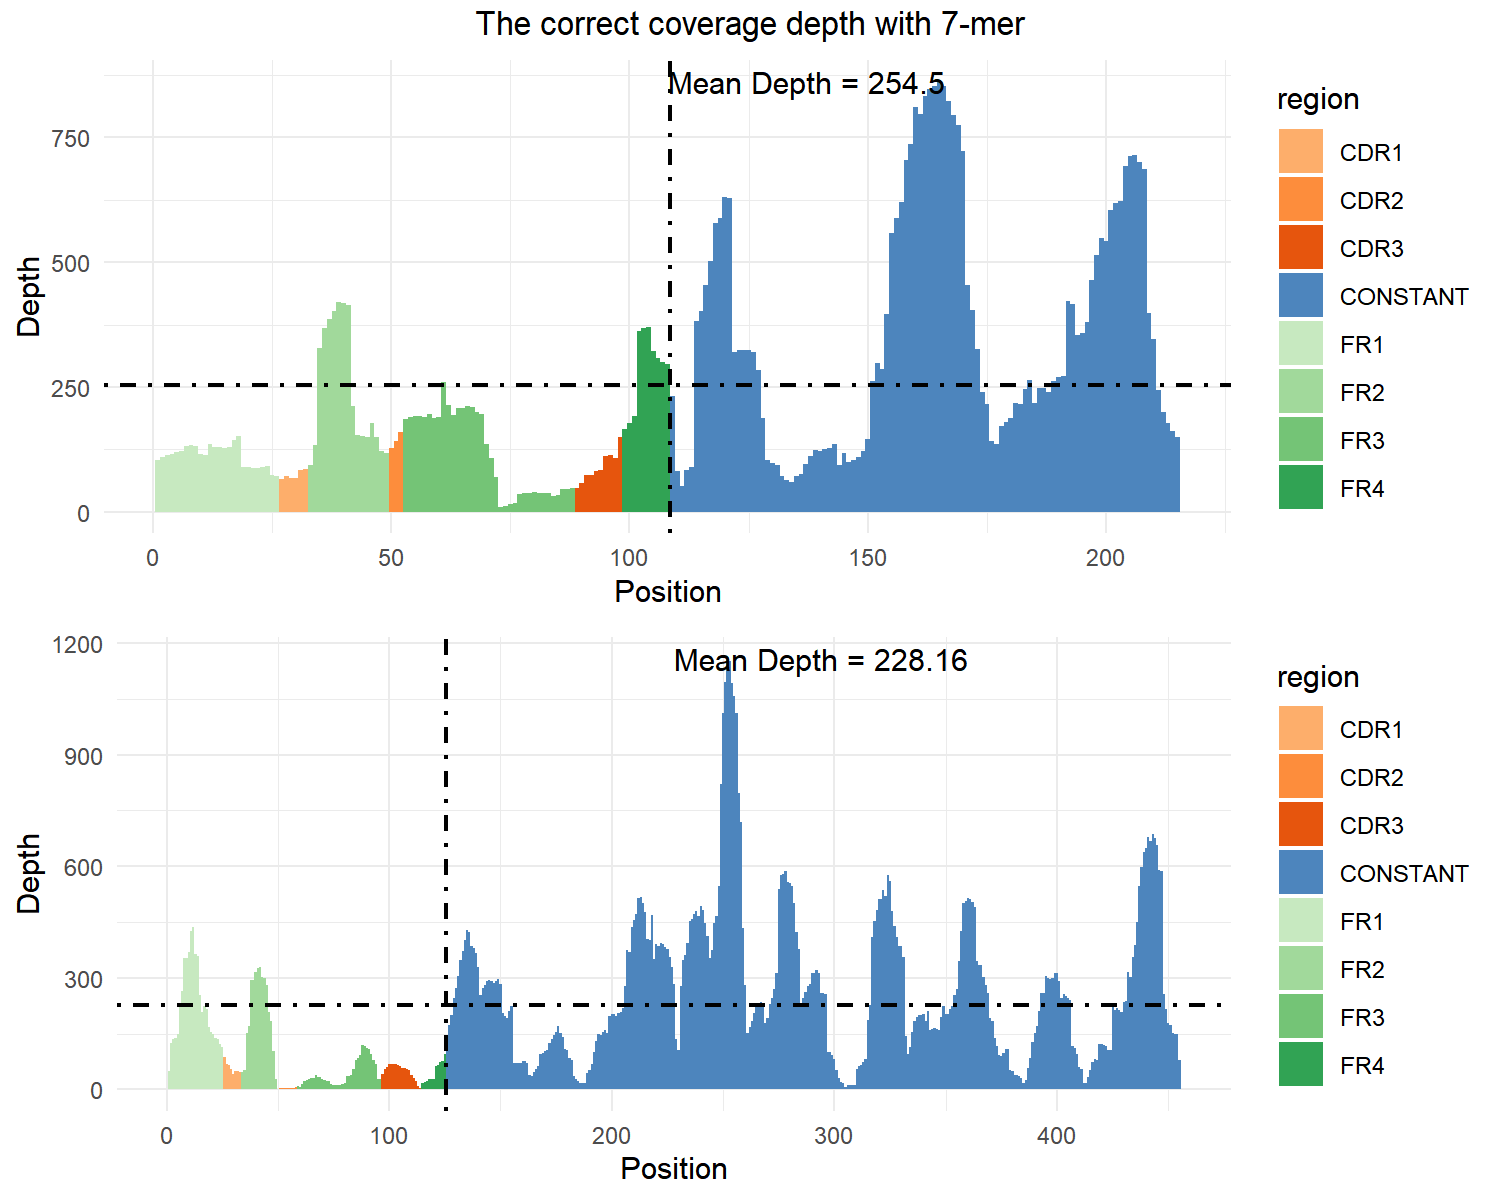 The correct coverage depth with 7-mer
Mean Depth = 254.5
Depth
750
500
250
0
0 50 100 150 200
Position
region
CDR1
CDR2
CDR3
CONSTANT
FR1
FR2
FR3
FR4
Mean Depth = 228.16
Depth
1200
900
600
300
0
0 100 200 300 400
Position
region
CDR1
CDR2
CDR3
CONSTANT
FR1
FR2
FR3
FR4